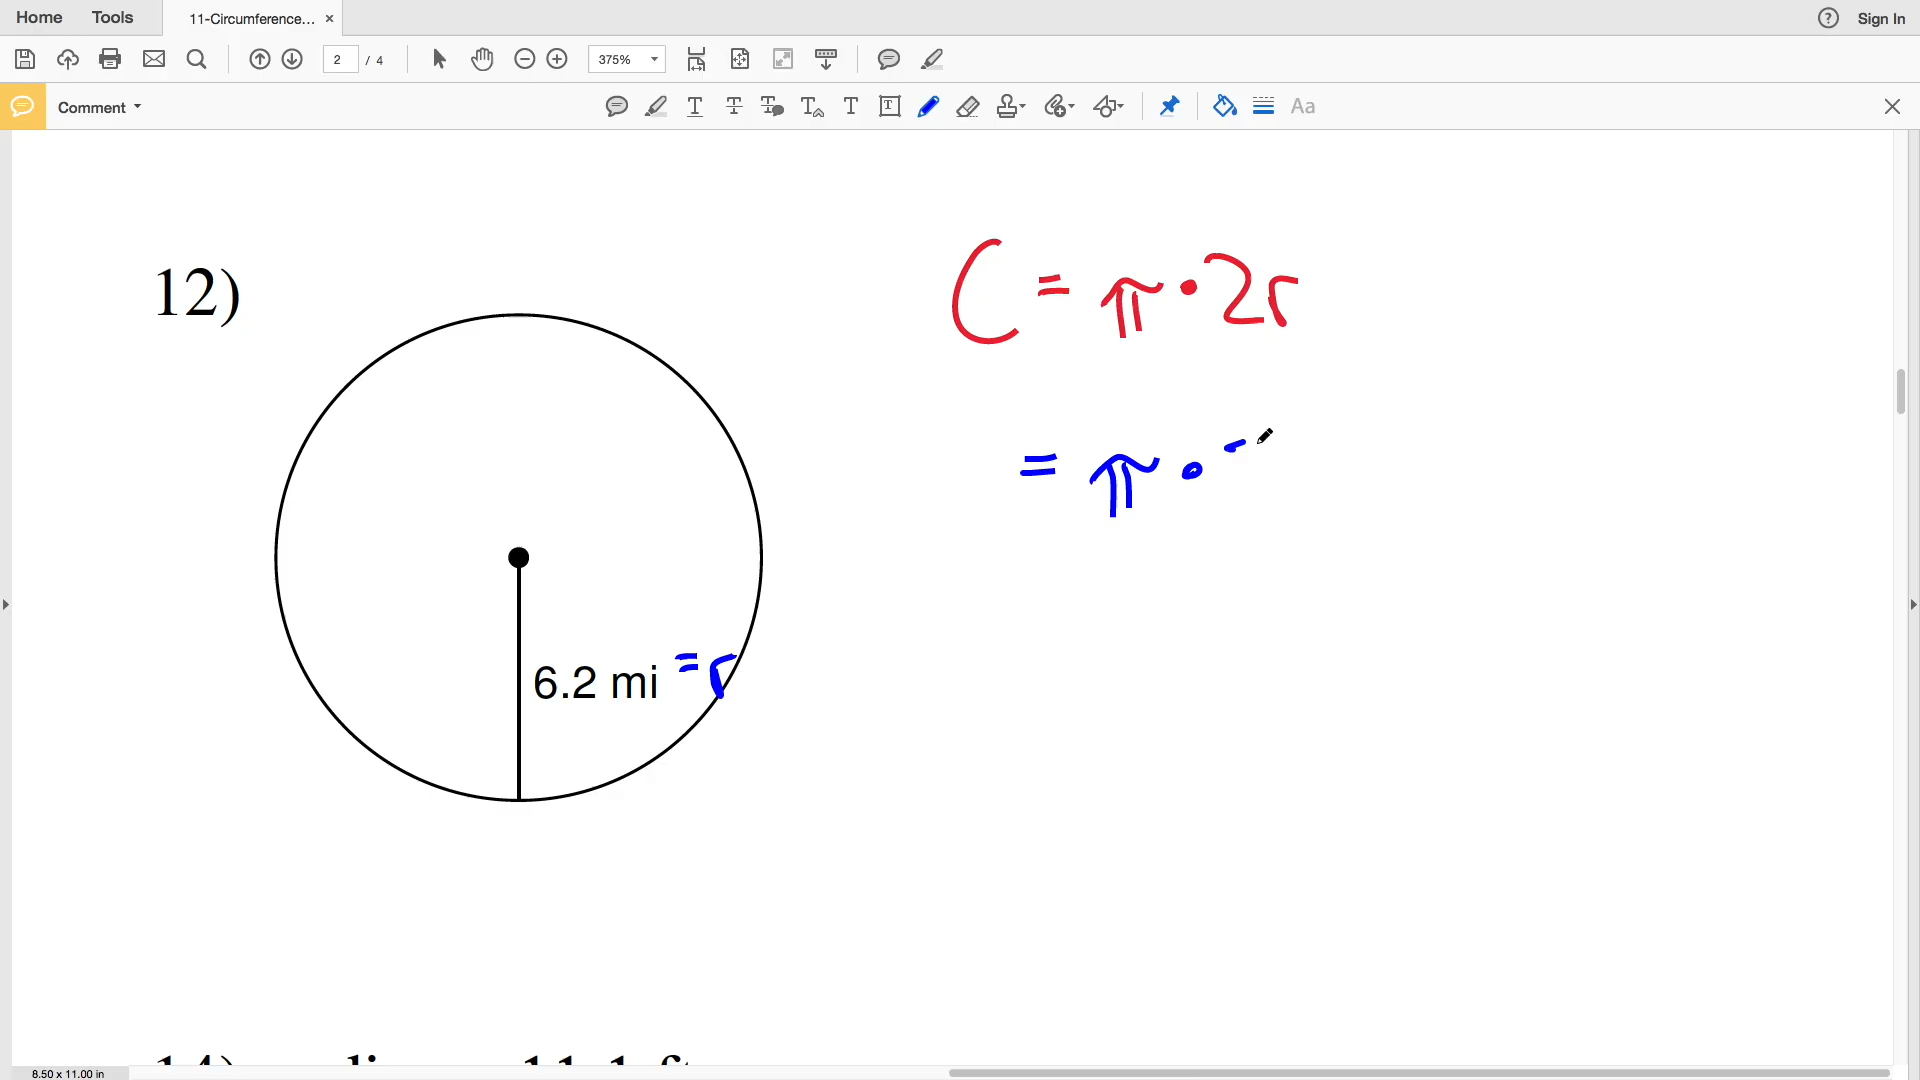 Home Tools 11-Circumference... × ? Sign In
2 / 4 375%
Comment T T T T T T Aa
12)
C = π • 2r
= π •
6.2 mi = r
8.50 x 11.00 in